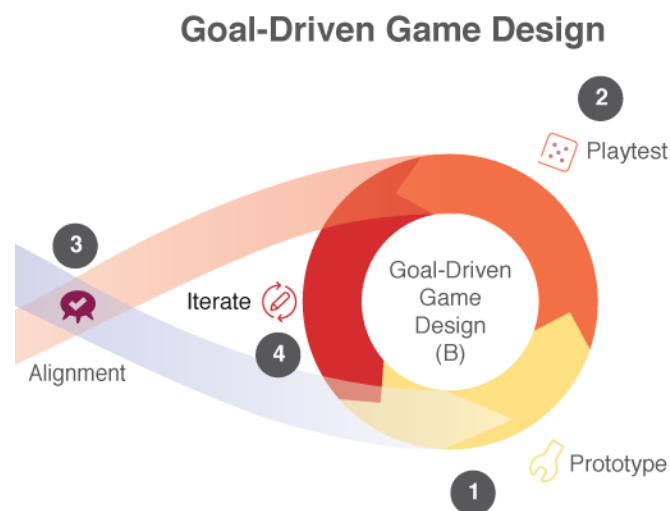 Goal-Driven Game Design
2
Playtest
3
Goal-Driven
Game
Design
(B)
Iterate
4
Alignment
Prototype
1